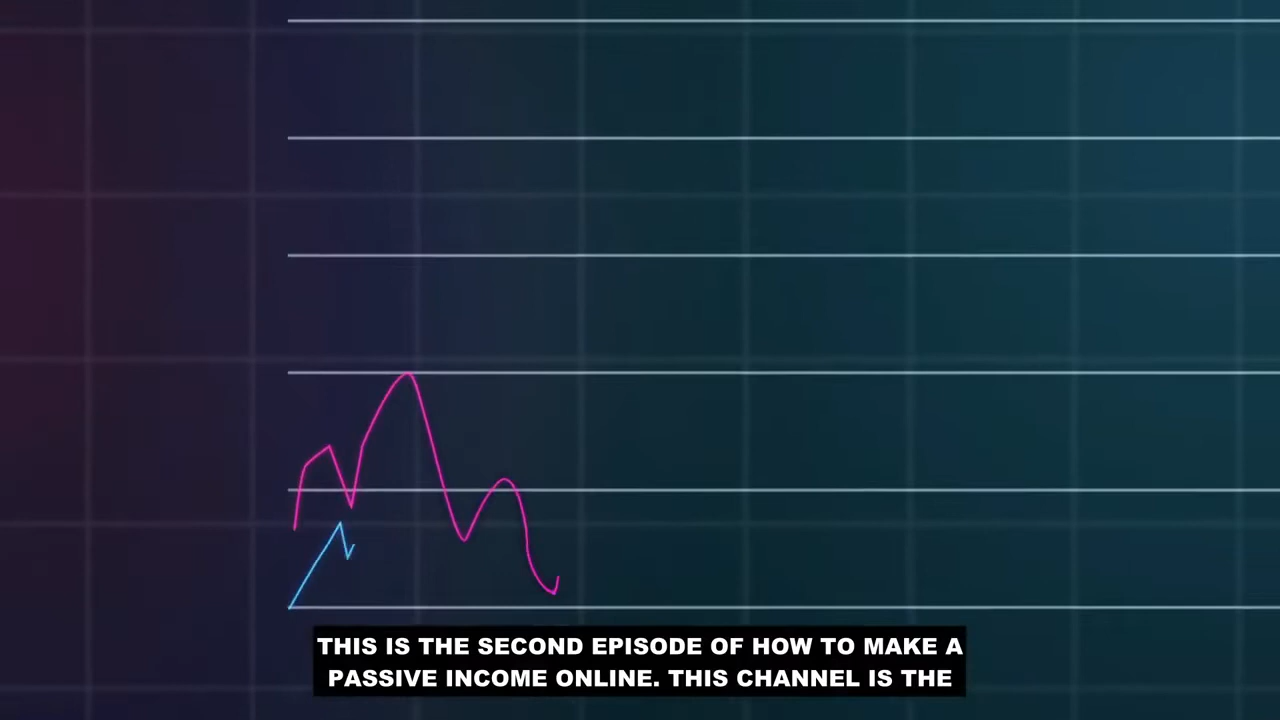 THIS IS THE SECOND EPISODE OF HOW TO MAKE A
PASSIVE INCOME ONLINE. THIS CHANNEL IS THE